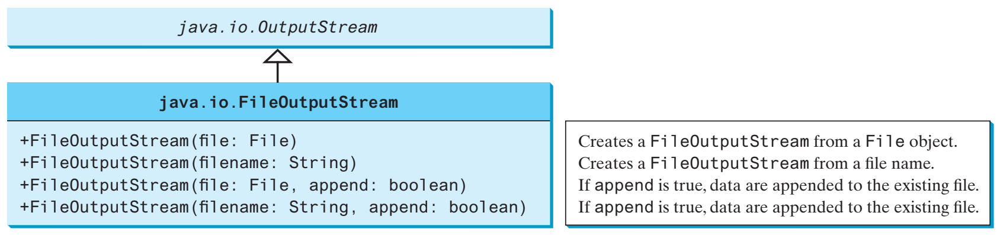 java.io.OutputStream
java.io.FileOutputStream
+FileOutputStream(file: File)
+FileOutputStream(filename: String)
+FileOutputStream(file: File, append: boolean)
+FileOutputStream(filename: String, append: boolean)
Creates a FileOutputStream from a File object.
Creates a FileOutputStream from a file name.
If append is true, data are appended to the existing file.
If append is true, data are appended to the existing file.